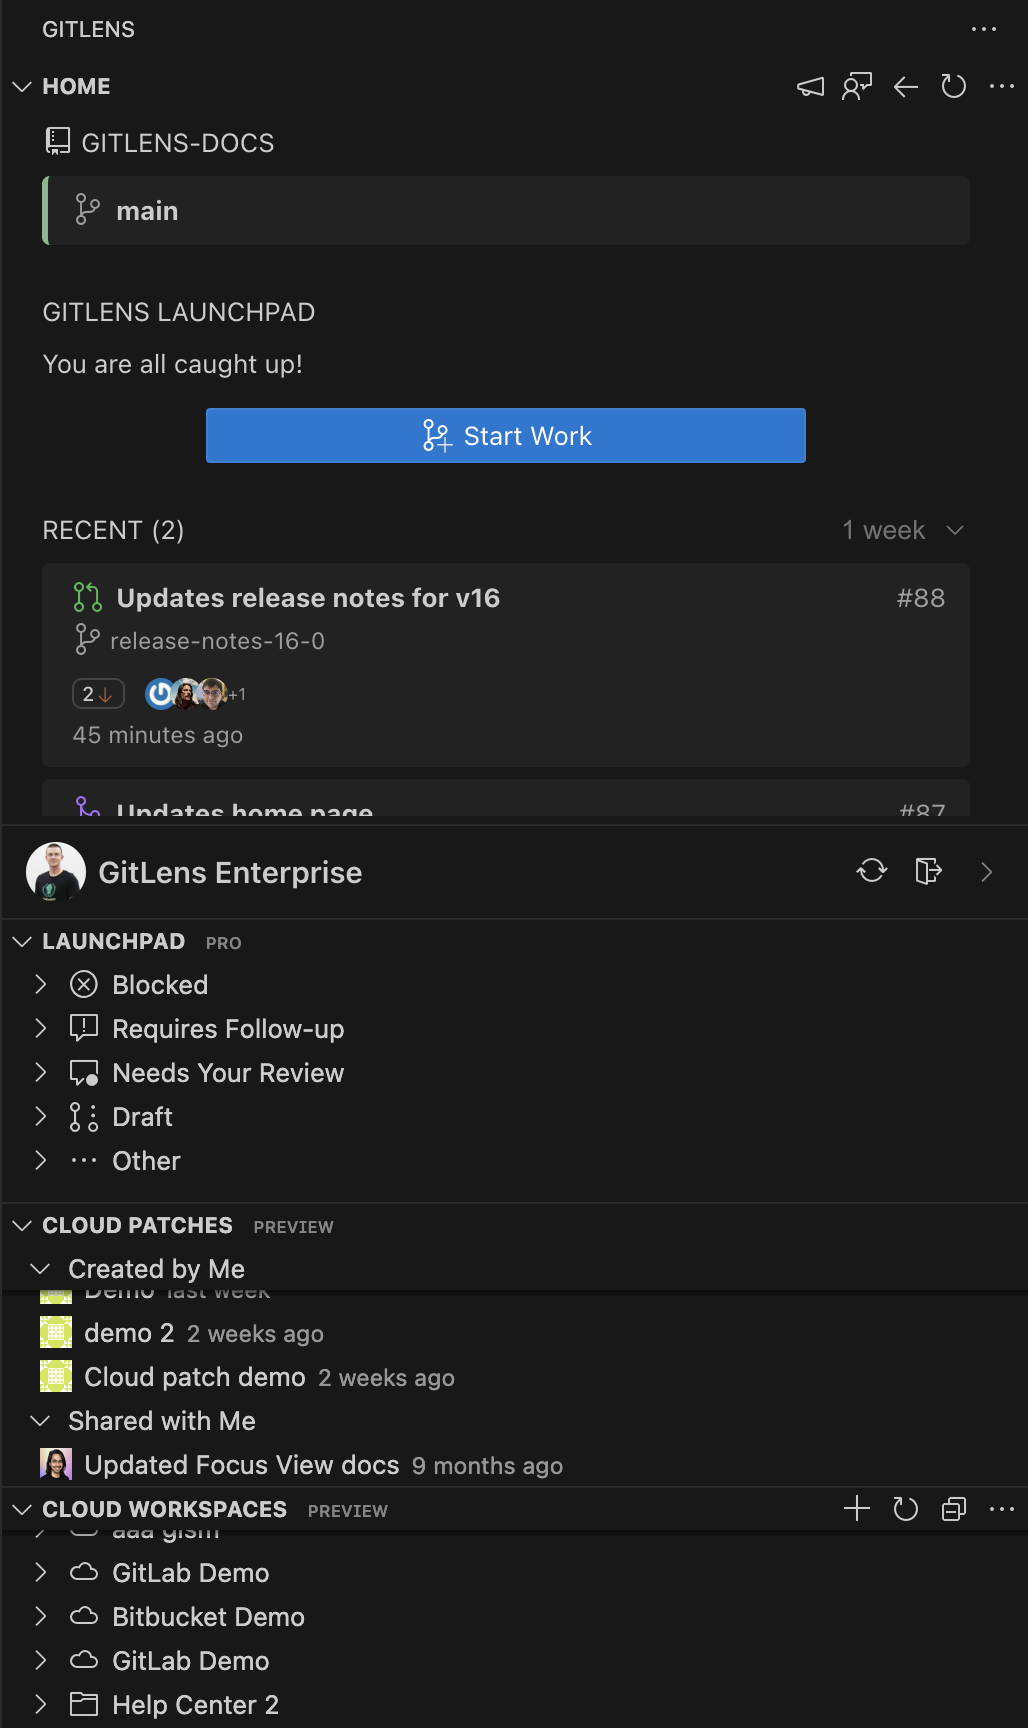 GITLENS
HOME
GITLENS-DOCS
main
GITLENS LAUNCHPAD
You are all caught up!
Start Work
RECENT (2) 1 week
Updates release notes for v16 #88
release-notes-16-0
2 +1
45 minutes ago
Updates home page #87
GitLens Enterprise
LAUNCHPAD PRO
Blocked
Requires Follow-up
Needs Your Review
Draft
Other
CLOUD PATCHES PREVIEW
Created by Me
Demo last week
demo 2 2 weeks ago
Cloud patch demo 2 weeks ago
Shared with Me
Updated Focus View docs 9 months ago
CLOUD WORKSPACES PREVIEW
aaa
GitLab Demo
Bitbucket Demo
GitLab Demo
Help Center 2